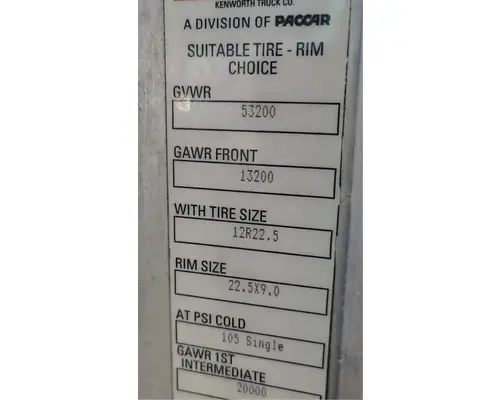 KENWORTH TRUCK CO.
A DIVISION OF PACCAR
SUITABLE TIRE - RIM
CHOICE
GVWR
53200
GAWR FRONT
13200
WITH TIRE SIZE
12R22.5
RIM SIZE
22.5X9.0
AT PSI COLD
105 Single
GAWR 1ST
INTERMEDIATE
20000